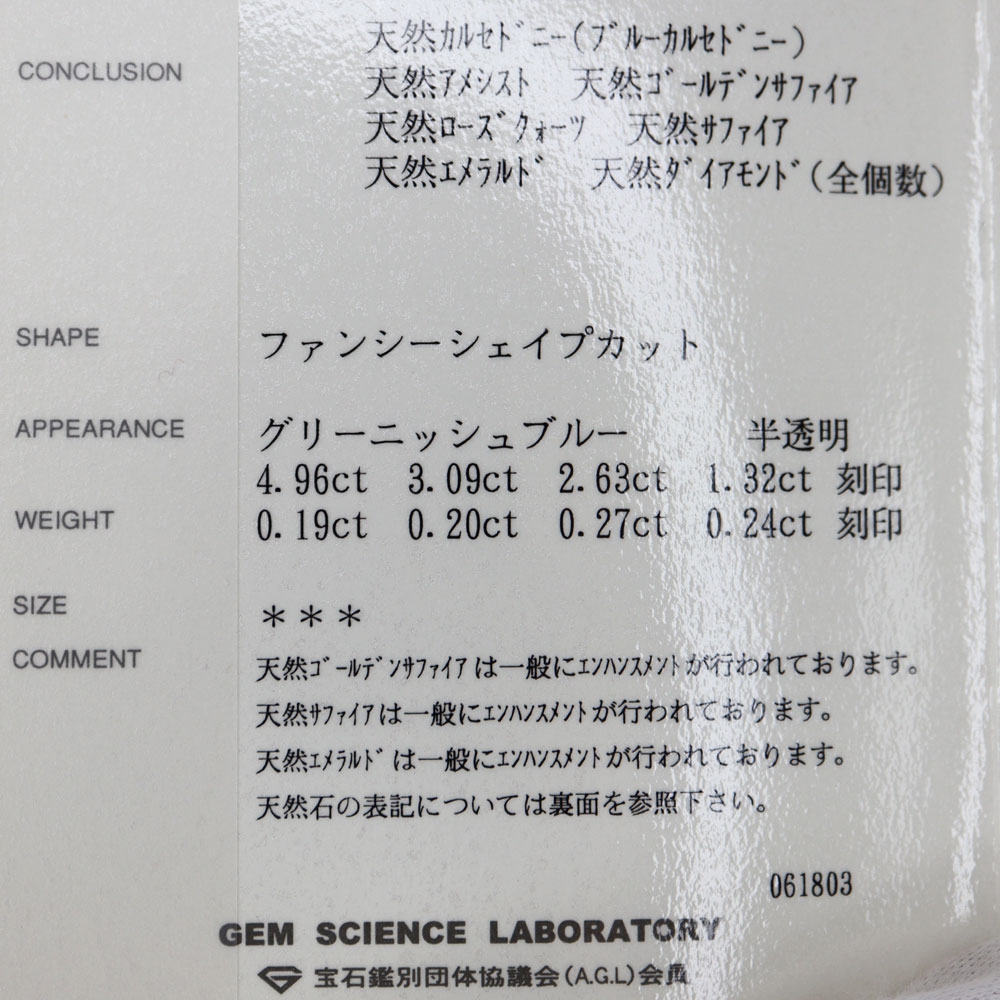 天然ｶﾙｾﾄﾞﾆｰ(ﾌﾞﾙｰｶﾙｾﾄﾞﾆｰ)
CONCLUSION
天然ｱﾒｼｽﾄ 天然ｺﾞｰﾙﾃﾞﾝｻﾌｧｲｱ
天然ﾛｰｽﾞｸｫｰﾂ 天然ｻﾌｧｲｱ
天然ｴﾒﾗﾙﾄﾞ 天然ﾀﾞｲｱﾓﾝﾄﾞ(全個数)
SHAPE ファンシーシェイプカット
APPEARANCE グリーニッシュブルー 半透明
4.96ct 3.09ct 2.63ct 1.32ct 刻印
WEIGHT 0.19ct 0.20ct 0.27ct 0.24ct 刻印
SIZE ＊＊＊
COMMENT 天然ｺﾞｰﾙﾃﾞﾝｻﾌｧｲｱは一般にｴﾝﾊﾝｽﾒﾝﾄが行われております。
天然ｻﾌｧｲｱは一般にｴﾝﾊﾝｽﾒﾝﾄが行われております。
天然ｴﾒﾗﾙﾄﾞは一般にｴﾝﾊﾝｽﾒﾝﾄが行われております。
天然石の表記については裏面を参照下さい。
061803
GEM SCIENCE LABORATORY
宝石鑑別団体協議会(A.G.L)会員